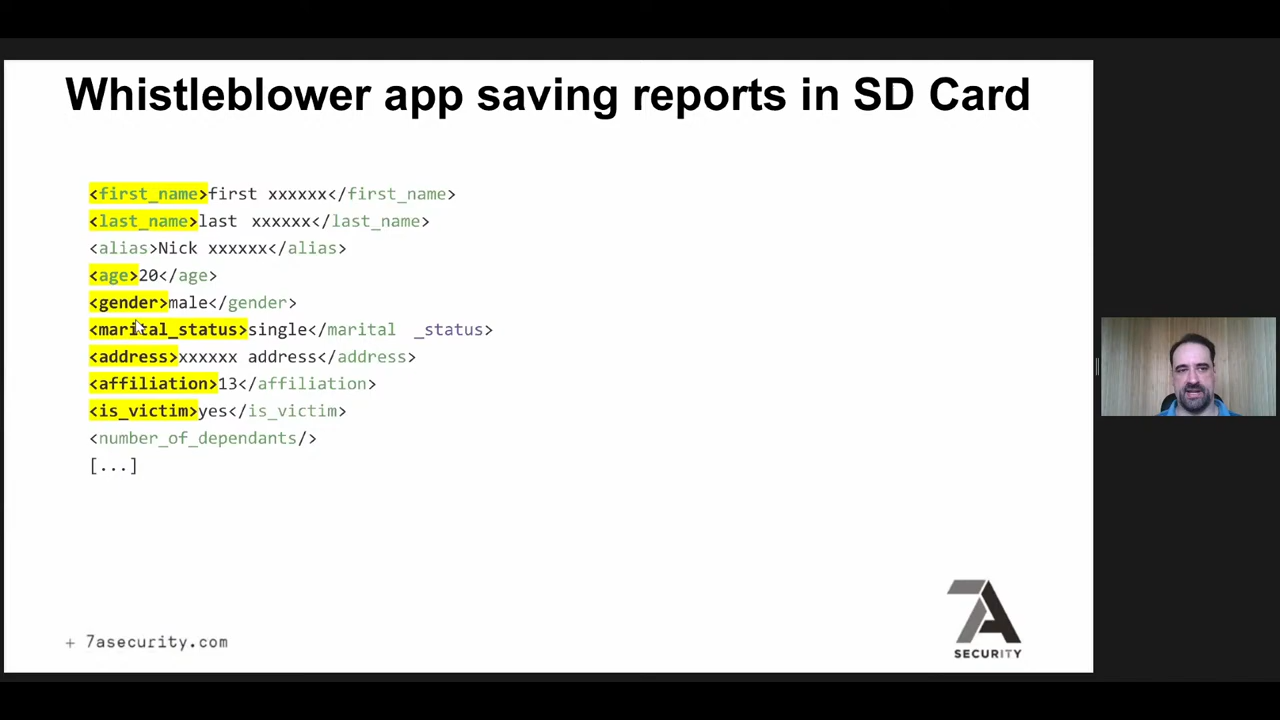 Whistleblower app saving reports in SD Card
<first_name>first xxxxxx</first_name>
<last_name>last xxxxxx</last_name>
<alias>Nick xxxxxx</alias>
<age>20</age>
<gender>male</gender>
<marital_status>single</marital _status>
<address>xxxxxx address</address>
<affiliation>13</affiliation>
<is_victim>yes</is_victim>
<number_of_dependants/>
[...]
+ 7asecurity.com
7A
SECURITY